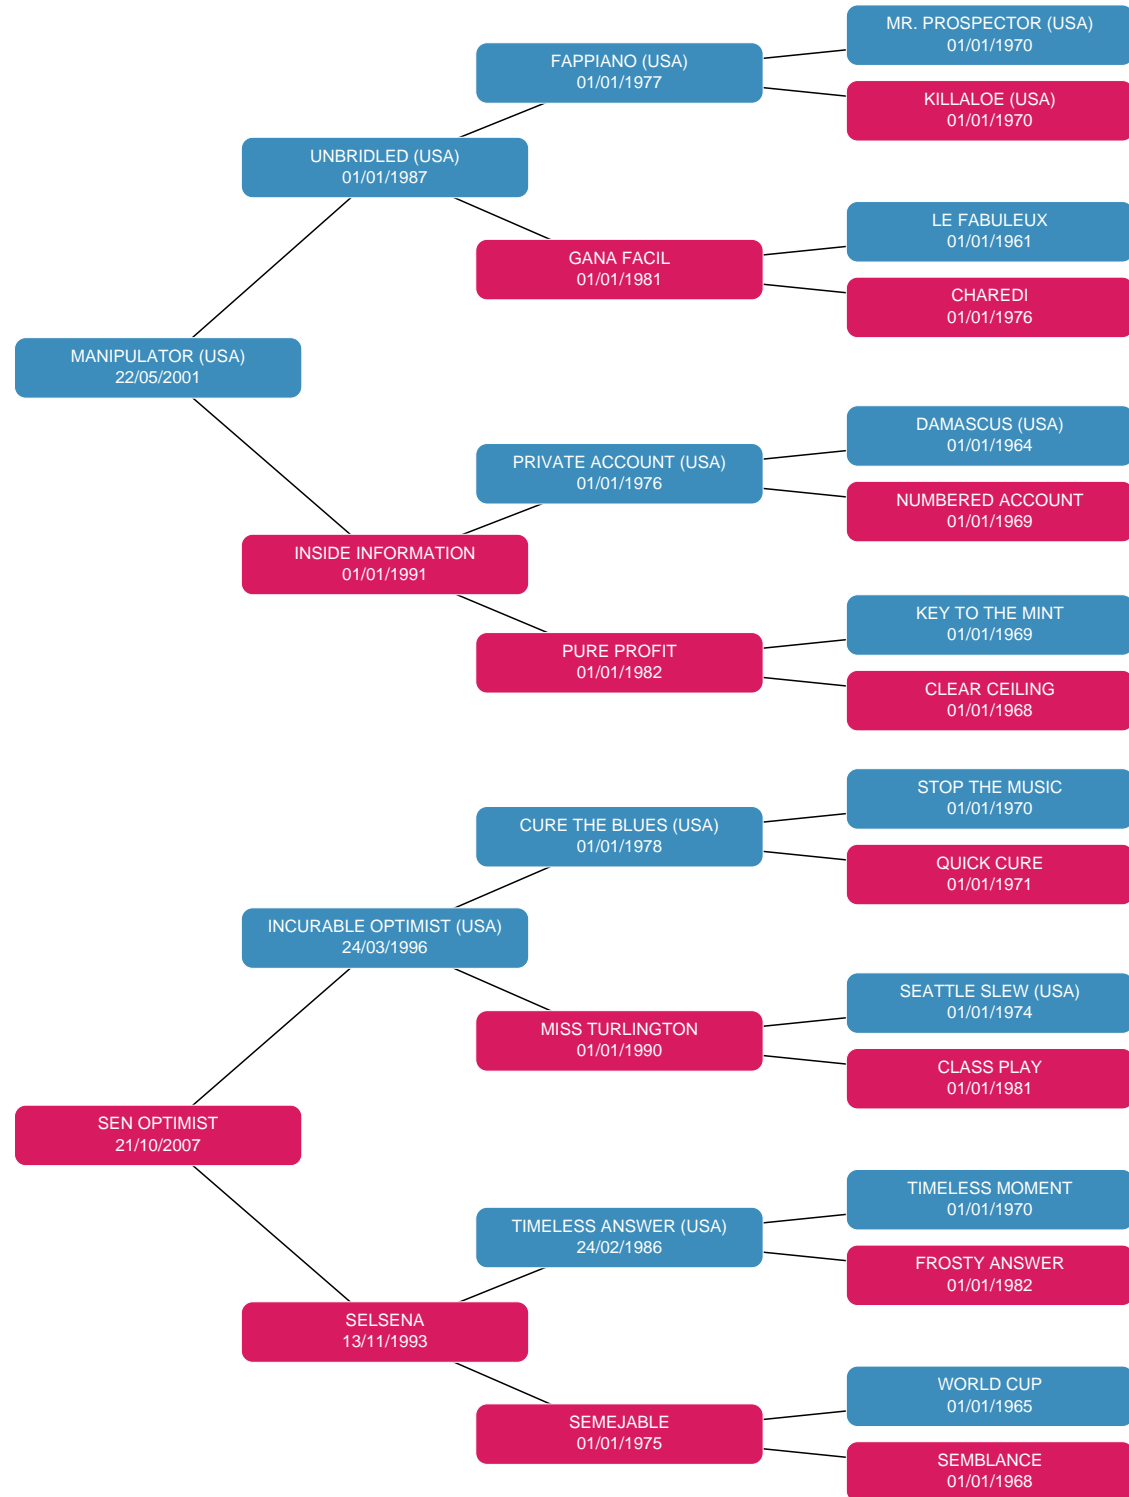 MR. PROSPECTOR (USA)
01/01/1970
FAPPIANO (USA)
01/01/1977
KILLALOE (USA)
01/01/1970
UNBRIDLED (USA)
01/01/1987
LE FABULEUX
01/01/1961
GANA FACIL
01/01/1981
CHAREDI
01/01/1976
MANIPULATOR (USA)
22/05/2001
DAMASCUS (USA)
01/01/1964
PRIVATE ACCOUNT (USA)
01/01/1976
NUMBERED ACCOUNT
01/01/1969
INSIDE INFORMATION
01/01/1991
KEY TO THE MINT
01/01/1969
PURE PROFIT
01/01/1982
CLEAR CEILING
01/01/1968
STOP THE MUSIC
01/01/1970
CURE THE BLUES (USA)
01/01/1978
QUICK CURE
01/01/1971
INCURABLE OPTIMIST (USA)
24/03/1996
SEATTLE SLEW (USA)
01/01/1974
MISS TURLINGTON
01/01/1990
CLASS PLAY
01/01/1981
SEN OPTIMIST
21/10/2007
TIMELESS MOMENT
01/01/1970
TIMELESS ANSWER (USA)
24/02/1986
FROSTY ANSWER
01/01/1982
SELSENA
13/11/1993
WORLD CUP
01/01/1965
SEMEJABLE
01/01/1975
SEMBLANCE
01/01/1968